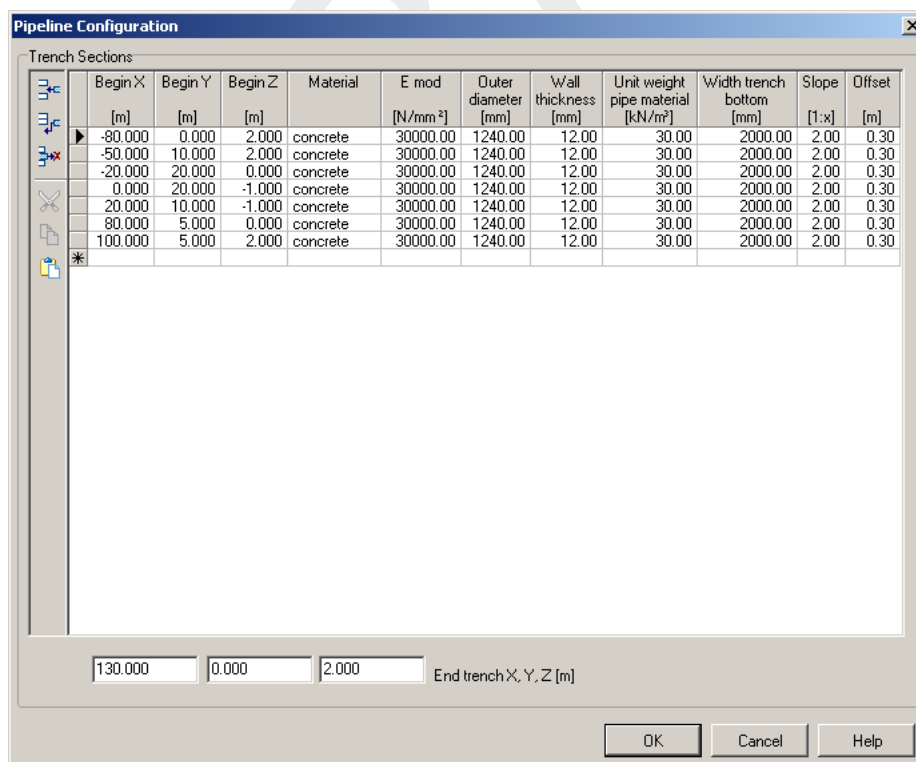 Pipeline Configuration
Trench Sections
Begin X Begin Y Begin Z Material E mod Outer diameter Wall thickness Unit weight pipe material Width trench bottom Slope Offset
[m] [m] [m] [N/mm²] [mm] [mm] [kN/m³] [mm] [1:x] [m]
-80.000 0.000 2.000 concrete 30000.00 1240.00 12.00 30.00 2000.00 2.00 0.30
-50.000 10.000 2.000 concrete 30000.00 1240.00 12.00 30.00 2000.00 2.00 0.30
-20.000 20.000 0.000 concrete 30000.00 1240.00 12.00 30.00 2000.00 2.00 0.30
0.000 20.000 -1.000 concrete 30000.00 1240.00 12.00 30.00 2000.00 2.00 0.30
20.000 10.000 -1.000 concrete 30000.00 1240.00 12.00 30.00 2000.00 2.00 0.30
80.000 5.000 0.000 concrete 30000.00 1240.00 12.00 30.00 2000.00 2.00 0.30
100.000 5.000 2.000 concrete 30000.00 1240.00 12.00 30.00 2000.00 2.00 0.30
130.000 0.000 2.000 End trench X, Y, Z [m]
OK Cancel Help